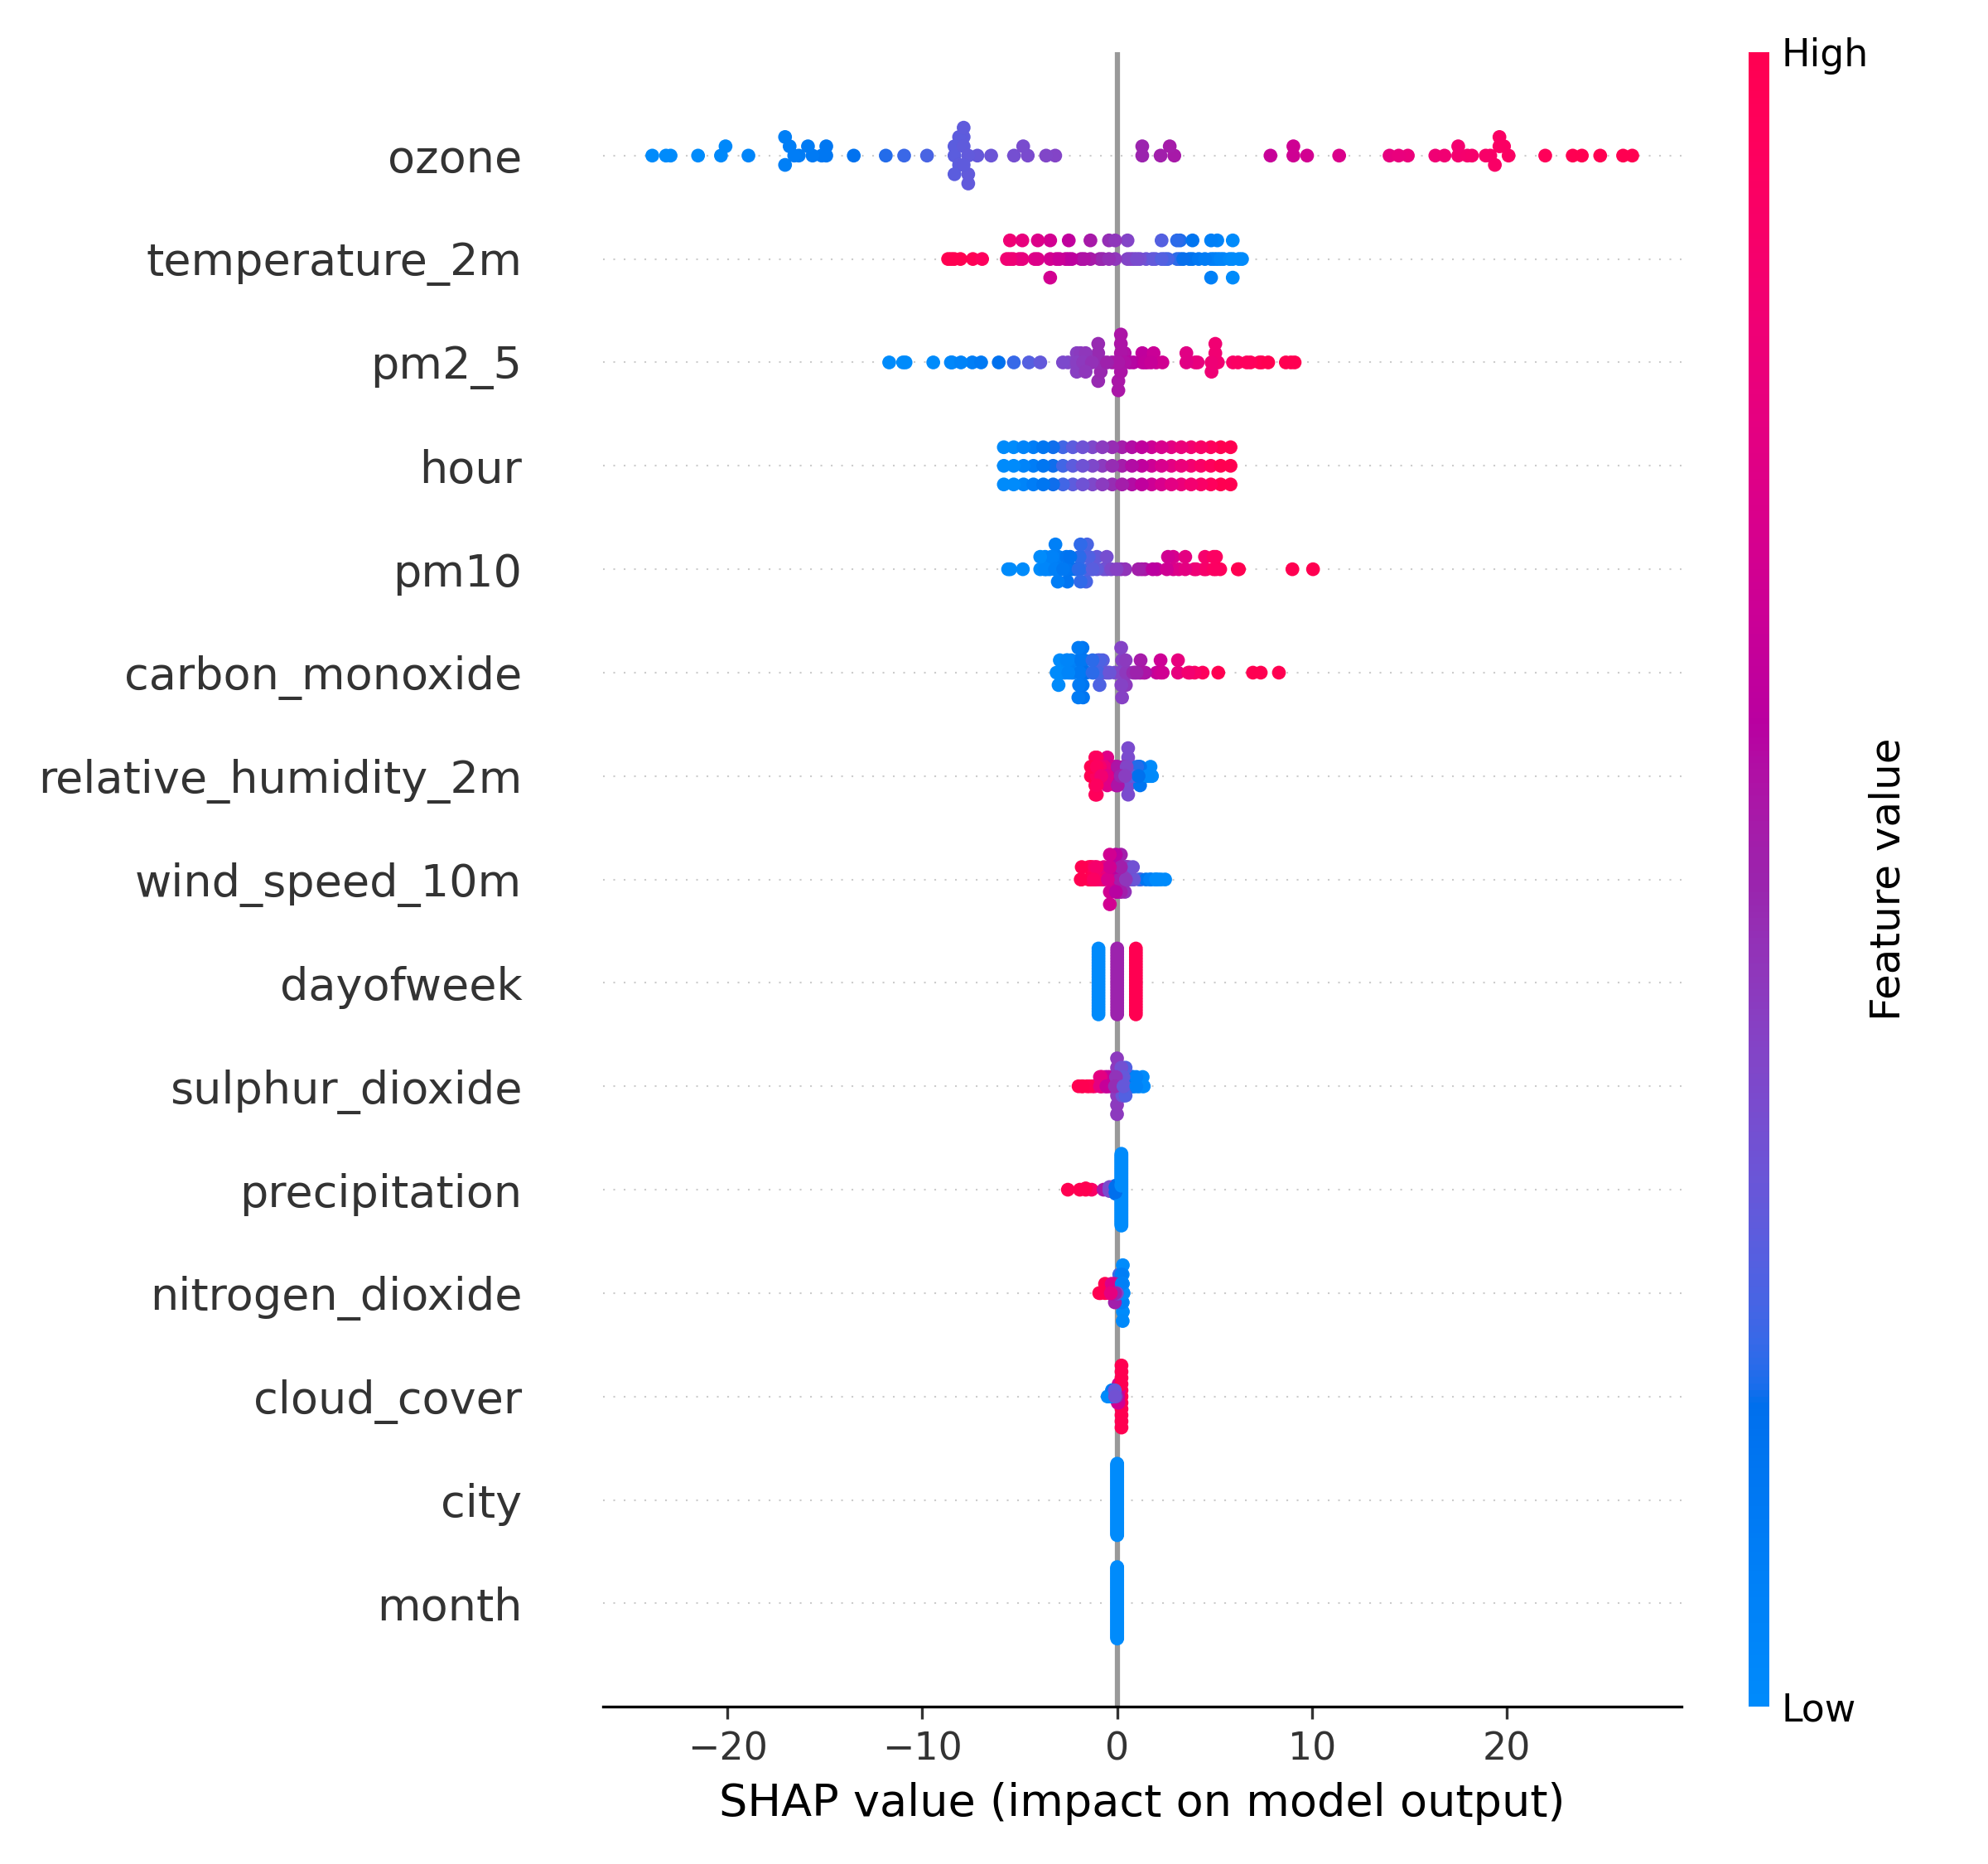 High
ozone
temperature_2m
pm2_5
hour
pm10
carbon_monoxide
relative_humidity_2m
wind_speed_10m
dayofweek
sulphur_dioxide
precipitation
nitrogen_dioxide
cloud_cover
city
month
Feature value
Low
−20 −10 0 10 20
SHAP value (impact on model output)